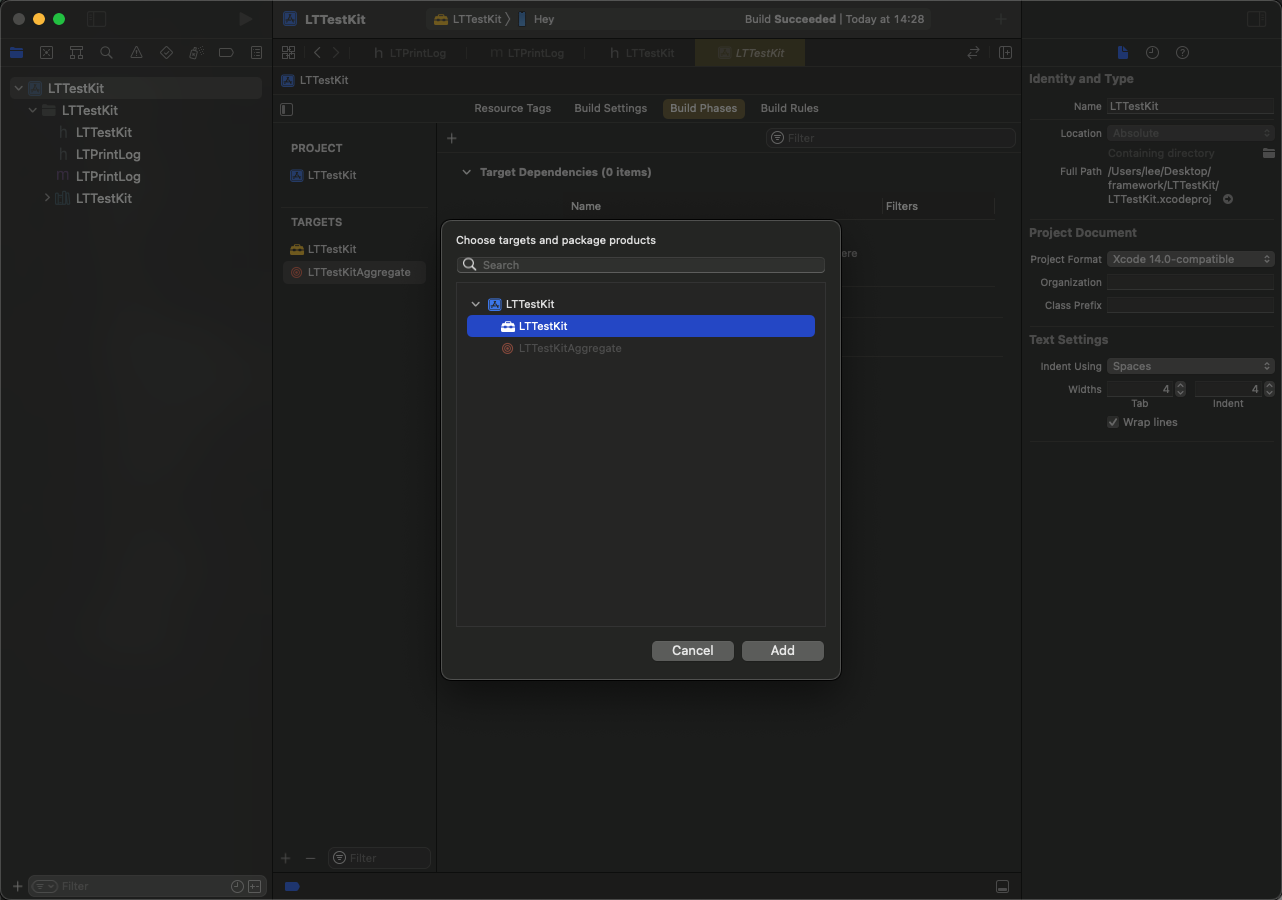 LTTestKit
LTTestKit 〉 Hey
Build Succeeded | Today at 14:28
h LTPrintLog
m LTPrintLog
h LTTestKit
LTTestKit
LTTestKit
LTTestKit
LTTestKit
h LTTestKit
h LTPrintLog
m LTPrintLog
LTTestKit
Filter
Resource Tags
Build Settings
Build Phases
Build Rules
PROJECT
LTTestKit
TARGETS
LTTestKit
LTTestKitAggregate
Filter
Filter
Target Dependencies (0 items)
Name
Filters
ere
Choose targets and package products
Search
LTTestKit
LTTestKit
LTTestKitAggregate
Cancel
Add
Identity and Type
Name LTTestKit
Location Absolute
Containing directory
Full Path /Users/lee/Desktop/
framework/LTTestKit/
LTTestKit.xcodeproj
Project Document
Project Format Xcode 14.0-compatible
Organization
Class Prefix
Text Settings
Indent Using Spaces
Widths 4 4
Tab Indent
Wrap lines